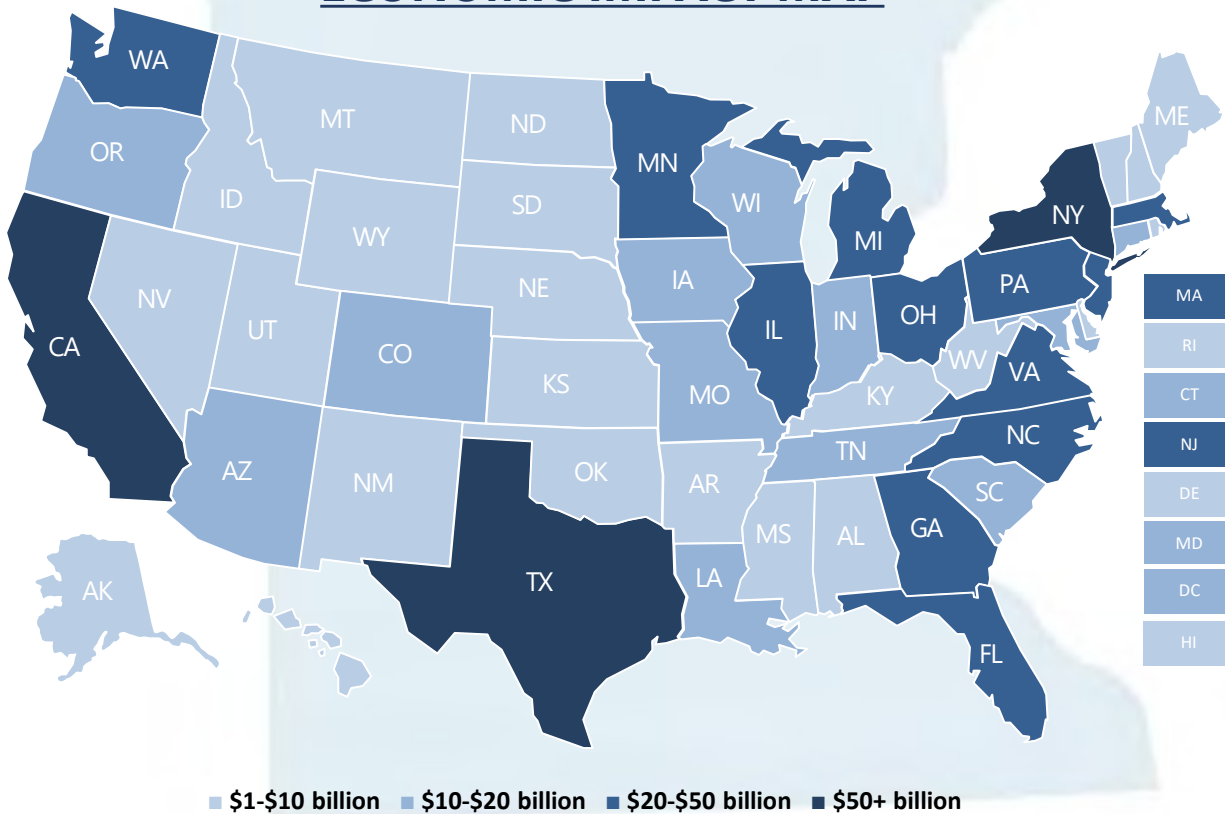 ECONOMIC IMPACT MAP
WA
MT
ND
ME
OR
MN
ID
SD
WI
NY
WY
MI
IA
PA
NE
NV
MA
OH
IL
IN
UT
CA
CO
RI
WV
VA
KS
MO
KY
CT
NC
TN
NJ
AZ
OK
NM
AR
SC
DE
GA
MS
AL
MD
TX
LA
DC
AK
HI
FL
$1-$10 billion $10-$20 billion $20-$50 billion $50+ billion